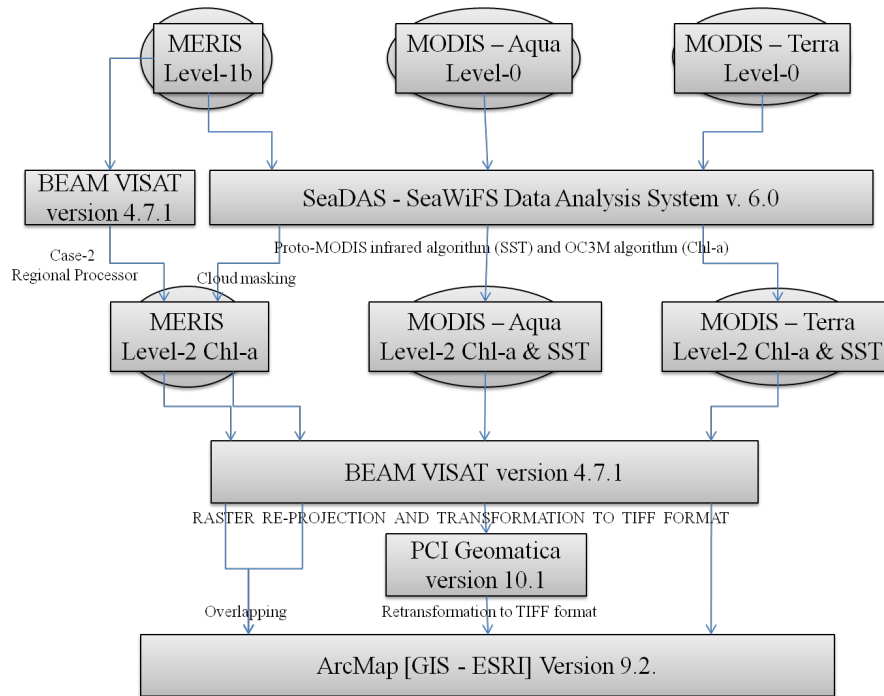 MERIS
Level-1b
MODIS – Aqua
Level-0
MODIS – Terra
Level-0
BEAM VISAT
version 4.7.1
SeaDAS - SeaWiFS Data Analysis System v. 6.0
Case-2
Regional Processor
Proto-MODIS infrared algorithm (SST) and OC3M algorithm (Chl-a)
Cloud masking
MERIS
Level-2 Chl-a
MODIS – Aqua
Level-2 Chl-a & SST
MODIS – Terra
Level-2 Chl-a & SST
BEAM VISAT version 4.7.1
RASTER RE-PROJECTION AND TRANSFORMATION TO TIFF FORMAT
PCI Geomatica
version 10.1
Overlapping
Retransformation to TIFF format
ArcMap [GIS - ESRI] Version 9.2.